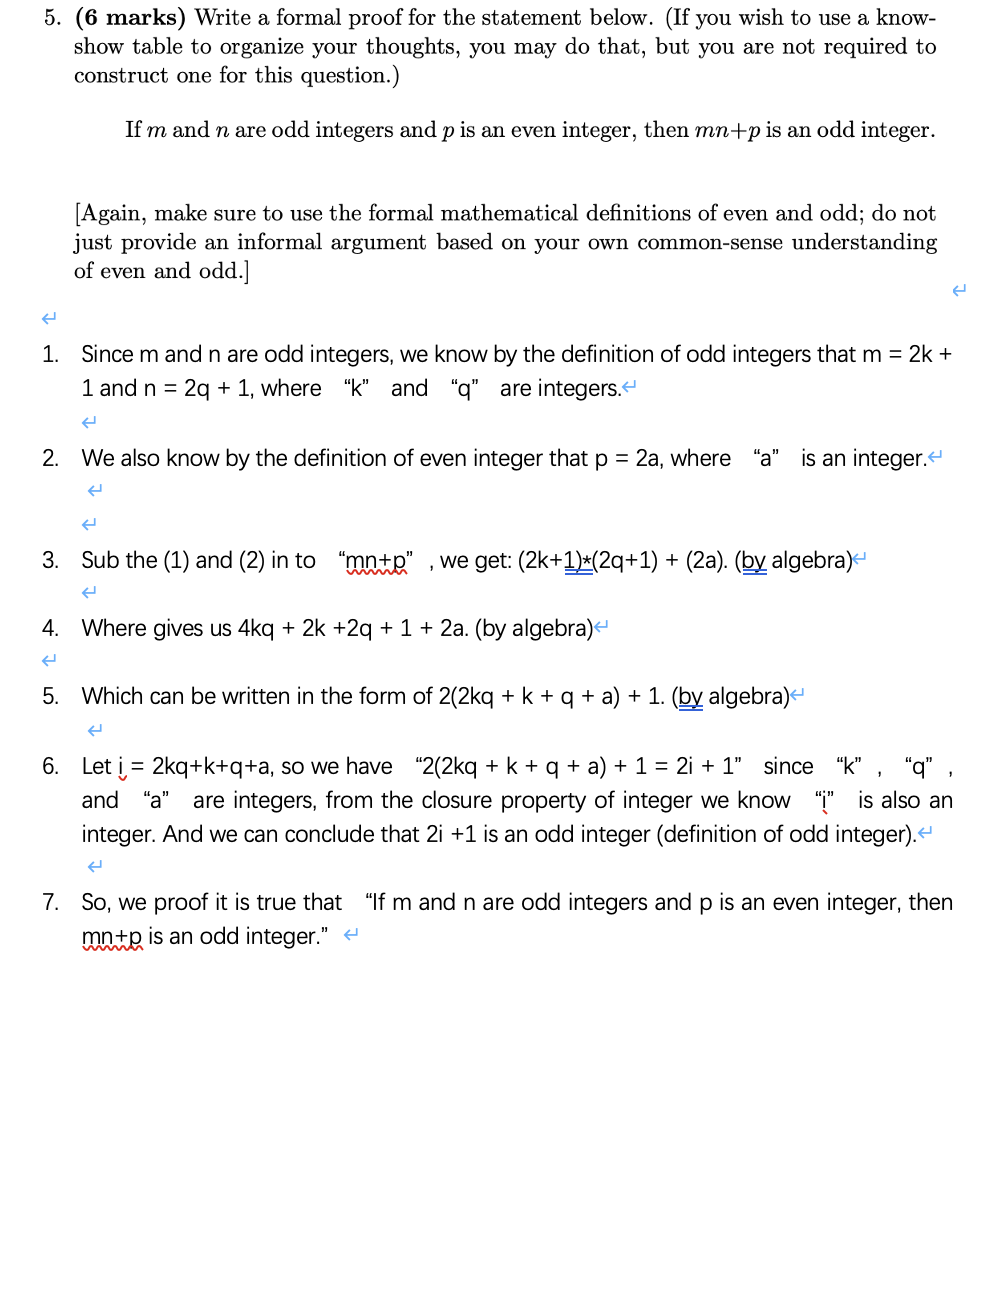 5. (6 marks) Write a formal proof for the statement below. (If you wish to use a know-
show table to organize your thoughts, you may do that, but you are not required to
construct one for this question.)
If m and n are odd integers and p is an even integer, then mn+p is an odd integer.
[Again, make sure to use the formal mathematical definitions of even and odd; do not
just provide an informal argument based on your own common-sense understanding
of even and odd.]
1. Since m and n are odd integers, we know by the definition of odd integers that m = 2k +
1 and n = 2q + 1, where “k” and “q” are integers.
2. We also know by the definition of even integer that p = 2a, where “a” is an integer.
3. Sub the (1) and (2) in to “mn+p” , we get: (2k+1)*(2q+1) + (2a). (by algebra)
4. Where gives us 4kq + 2k +2q + 1 + 2a. (by algebra)
5. Which can be written in the form of 2(2kq + k + q + a) + 1. (by algebra)
6. Let i = 2kq+k+q+a, so we have “2(2kq + k + q + a) + 1 = 2i + 1” since “k” , “q” ,
and “a” are integers, from the closure property of integer we know “i” is also an
integer. And we can conclude that 2i +1 is an odd integer (definition of odd integer).
7. So, we proof it is true that “If m and n are odd integers and p is an even integer, then
mn+p is an odd integer.”